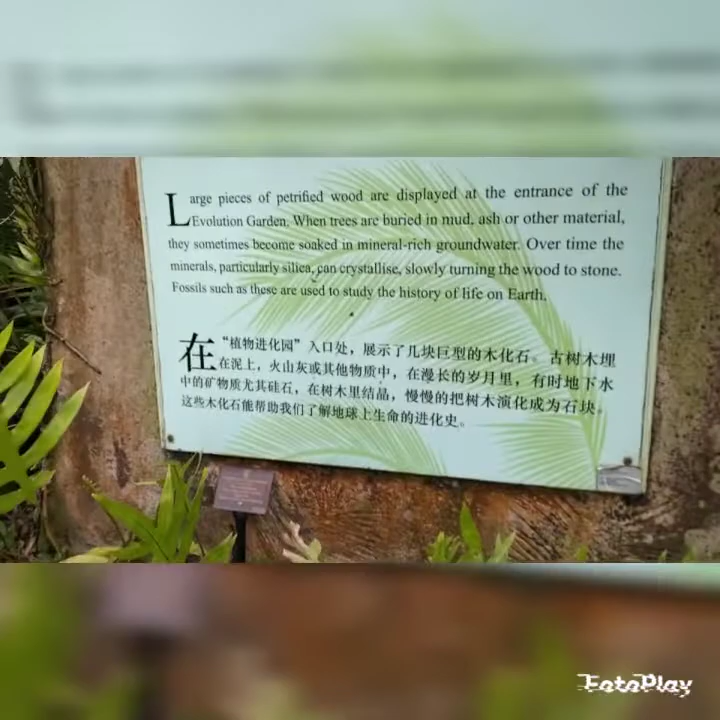 Large pieces of petrified wood are displayed at the entrance of the
Evolution Garden. When trees are buried in mud, ash or other material,
they sometimes become soaked in mineral-rich groundwater. Over time the
minerals, particularly silica, can crystallise, slowly turning the wood to stone.
Fossils such as these are used to study the history of life on Earth.
在“植物进化园”入口处，展示了几块巨型的木化石。古树木埋
在泥上，火山灰或其他物质中，在漫长的岁月里，有时地下水
中的矿物质尤其硅石，在树木里结晶，慢慢的把树木演化成为石块。
这些木化石能帮助我们了解地球上生命的进化史。
FotoPlay